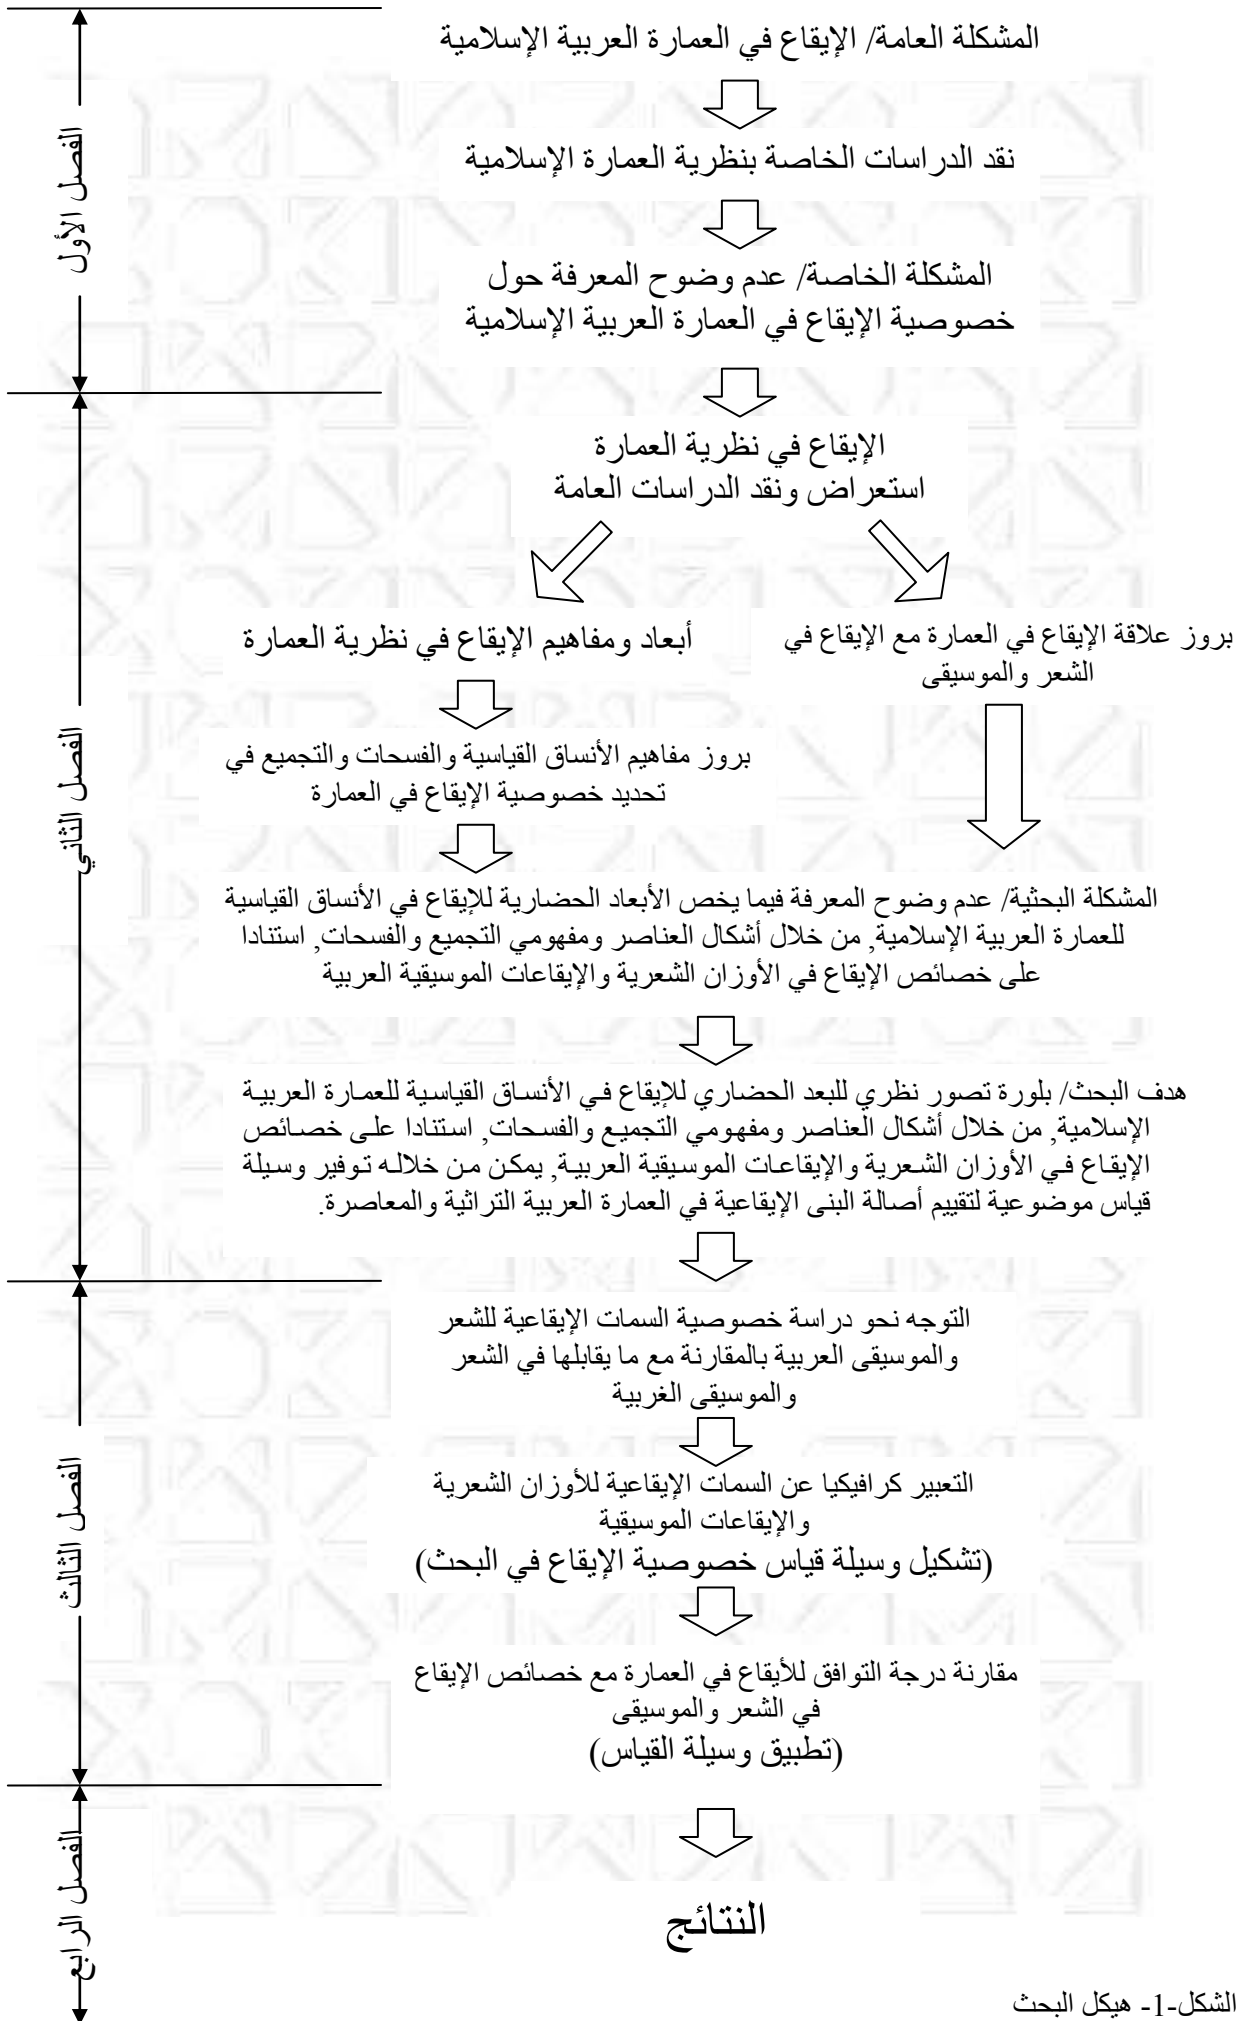 المشكلة العامة/ الإيقاع في العمارة العربية الإسلامية
نقد الدراسات الخاصة بنظرية العمارة الإسلامية
المشكلة الخاصة/ عدم وضوح المعرفة حول
خصوصية الإيقاع في العمارة العربية الإسلامية
الفصل الأول
الإيقاع في نظرية العمارة
استعراض ونقد الدراسات العامة
بروز علاقة الإيقاع في العمارة مع الإيقاع في
الشعر والموسيقى
أبعاد ومفاهيم الإيقاع في نظرية العمارة
بروز مفاهيم الأنساق القياسية والفسحات والتجميع في
تحديد خصوصية الإيقاع في العمارة
المشكلة البحثية/ عدم وضوح المعرفة فيما يخص الأبعاد الحضارية للإيقاع في الأنساق القياسية
للعمارة العربية الإسلامية, من خلال أشكال العناصر ومفهومي التجميع والفسحات, استنادا
على خصائص الإيقاع في الأوزان الشعرية والإيقاعات الموسيقية العربية
هدف البحث/ بلورة تصور نظري للبعد الحضاري للإيقاع في الأنساق القياسية للعمارة العربية
الإسلامية, من خلال أشكال العناصر ومفهومي التجميع والفسحات, استنادا على خصائص
الإيقاع في الأوزان الشعرية والإيقاعات الموسيقية العربية, يمكن من خلاله توفير وسيلة
قياس موضوعية لتقييم أصالة البنى الإيقاعية في العمارة العربية التراثية والمعاصرة.
الفصل الثاني
التوجه نحو دراسة خصوصية السمات الإيقاعية للشعر
والموسيقى العربية بالمقارنة مع ما يقابلها في الشعر
والموسيقى الغربية
التعبير كرافيكيا عن السمات الإيقاعية للأوزان الشعرية
والإيقاعات الموسيقية
(تشكيل وسيلة قياس خصوصية الإيقاع في البحث)
مقارنة درجة التوافق للأيقاع في العمارة مع خصائص الإيقاع
في الشعر والموسيقى
(تطبيق وسيلة القياس)
الفصل الثالث
النتائج
الفصل الرابع
الشكل-1- هيكل البحث